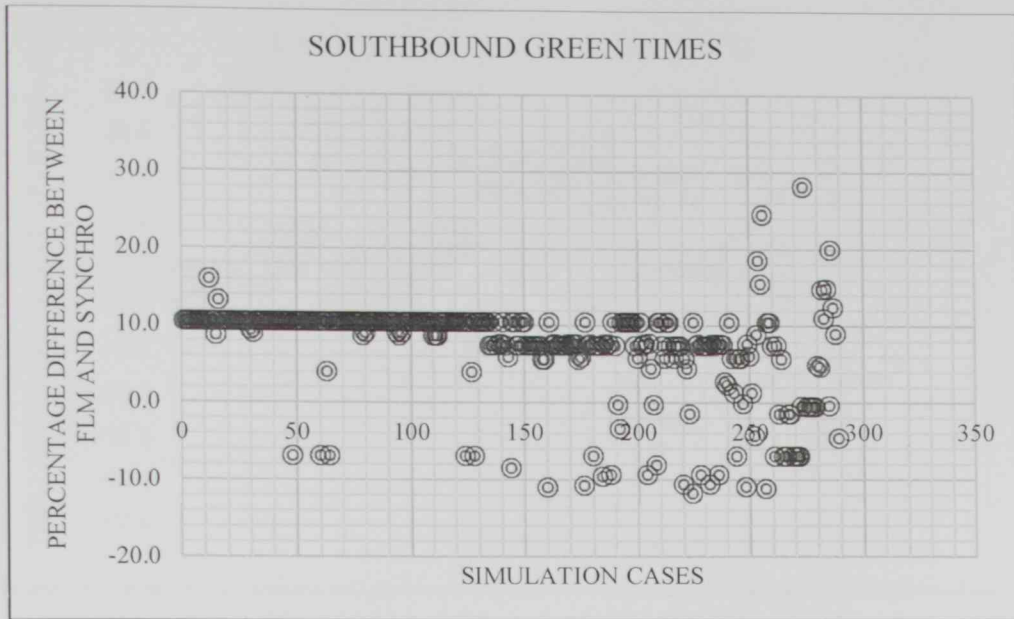 SOUTHBOUND GREEN TIMES
PERCENTAGE DIFFERENCE BETWEEN
FLM AND SYNCHRO
40.0
30.0
20.0
10.0
0.0
-10.0
-20.0
0 50 100 150 200 250 300 350
SIMULATION CASES